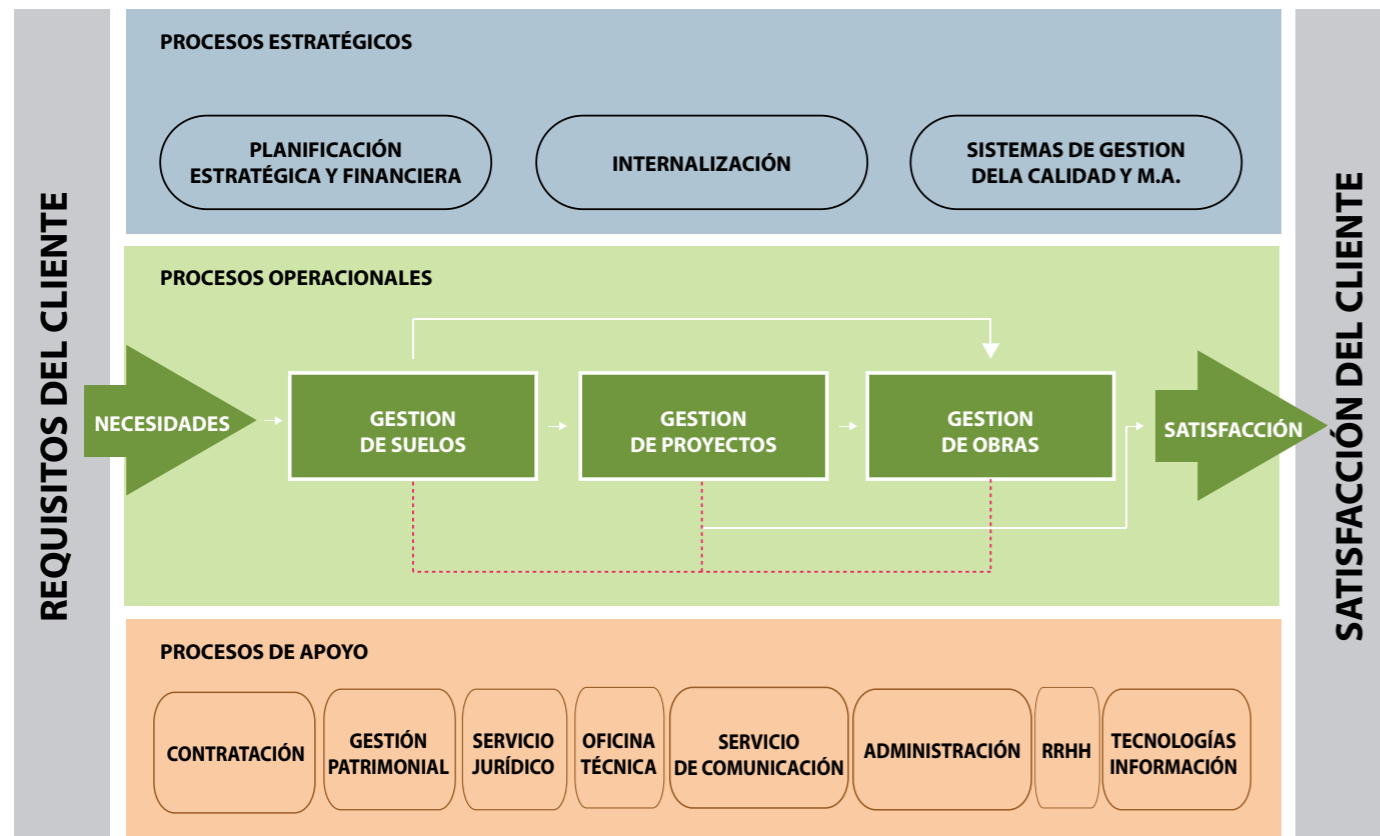 REQUISITOS DEL CLIENTE
PROCESOS ESTRATÉGICOS
PLANIFICACIÓN
ESTRATÉGICA Y FINANCIERA
INTERNALIZACIÓN
SISTEMAS DE GESTION
DELA CALIDAD Y M.A.
PROCESOS OPERACIONALES
NECESIDADES
GESTION
DE SUELOS
GESTION
DE PROYECTOS
GESTION
DE OBRAS
SATISFACCIÓN
PROCESOS DE APOYO
CONTRATACIÓN
GESTIÓN
PATRIMONIAL
SERVICIO
JURÍDICO
OFICINA
TÉCNICA
SERVICIO
DE COMUNICACIÓN
ADMINISTRACIÓN
RRHH
TECNOLOGÍAS
INFORMACIÓN
SATISFACCIÓN DEL CLIENTE